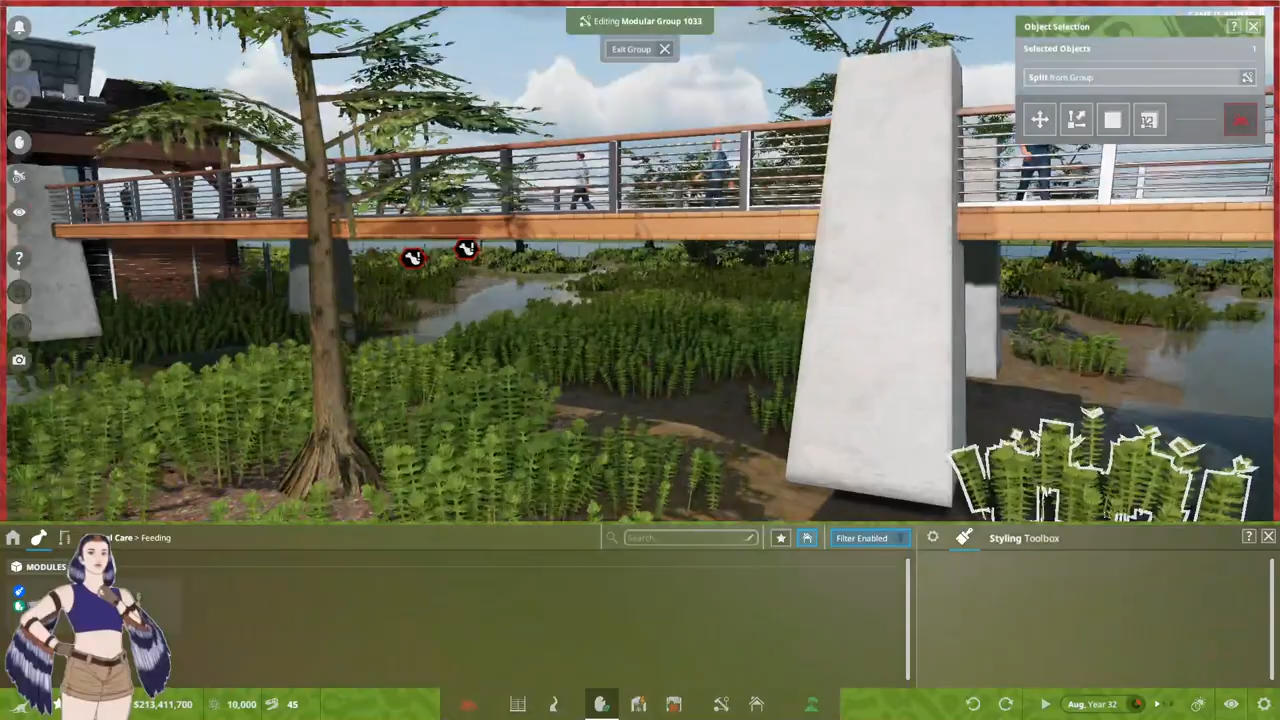 Editing Modular Group 1033
Exit Group
Object Selection
?
Selected Objects 1
Split from Group
?
l Care > Feeding
Search...
Filter Enabled
Styling Toolbox
?
MODULES
$213,411,700
10,000
45
Aug, Year 32